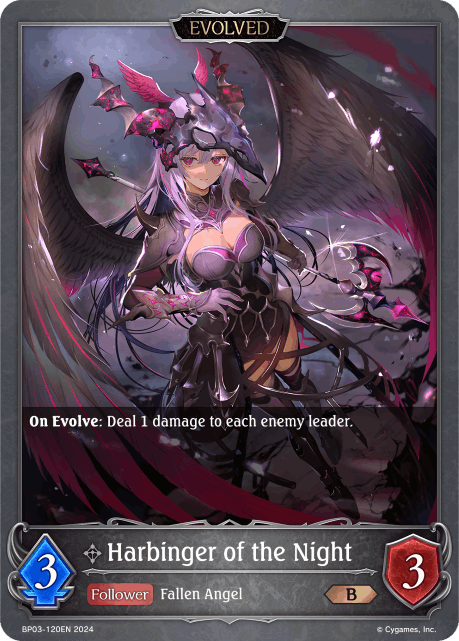 EVOLVED
On Evolve: Deal 1 damage to each enemy leader.
Harbinger of the Night
3
Follower Fallen Angel
B
3
BP03-120EN 2024
© Cygames, Inc.